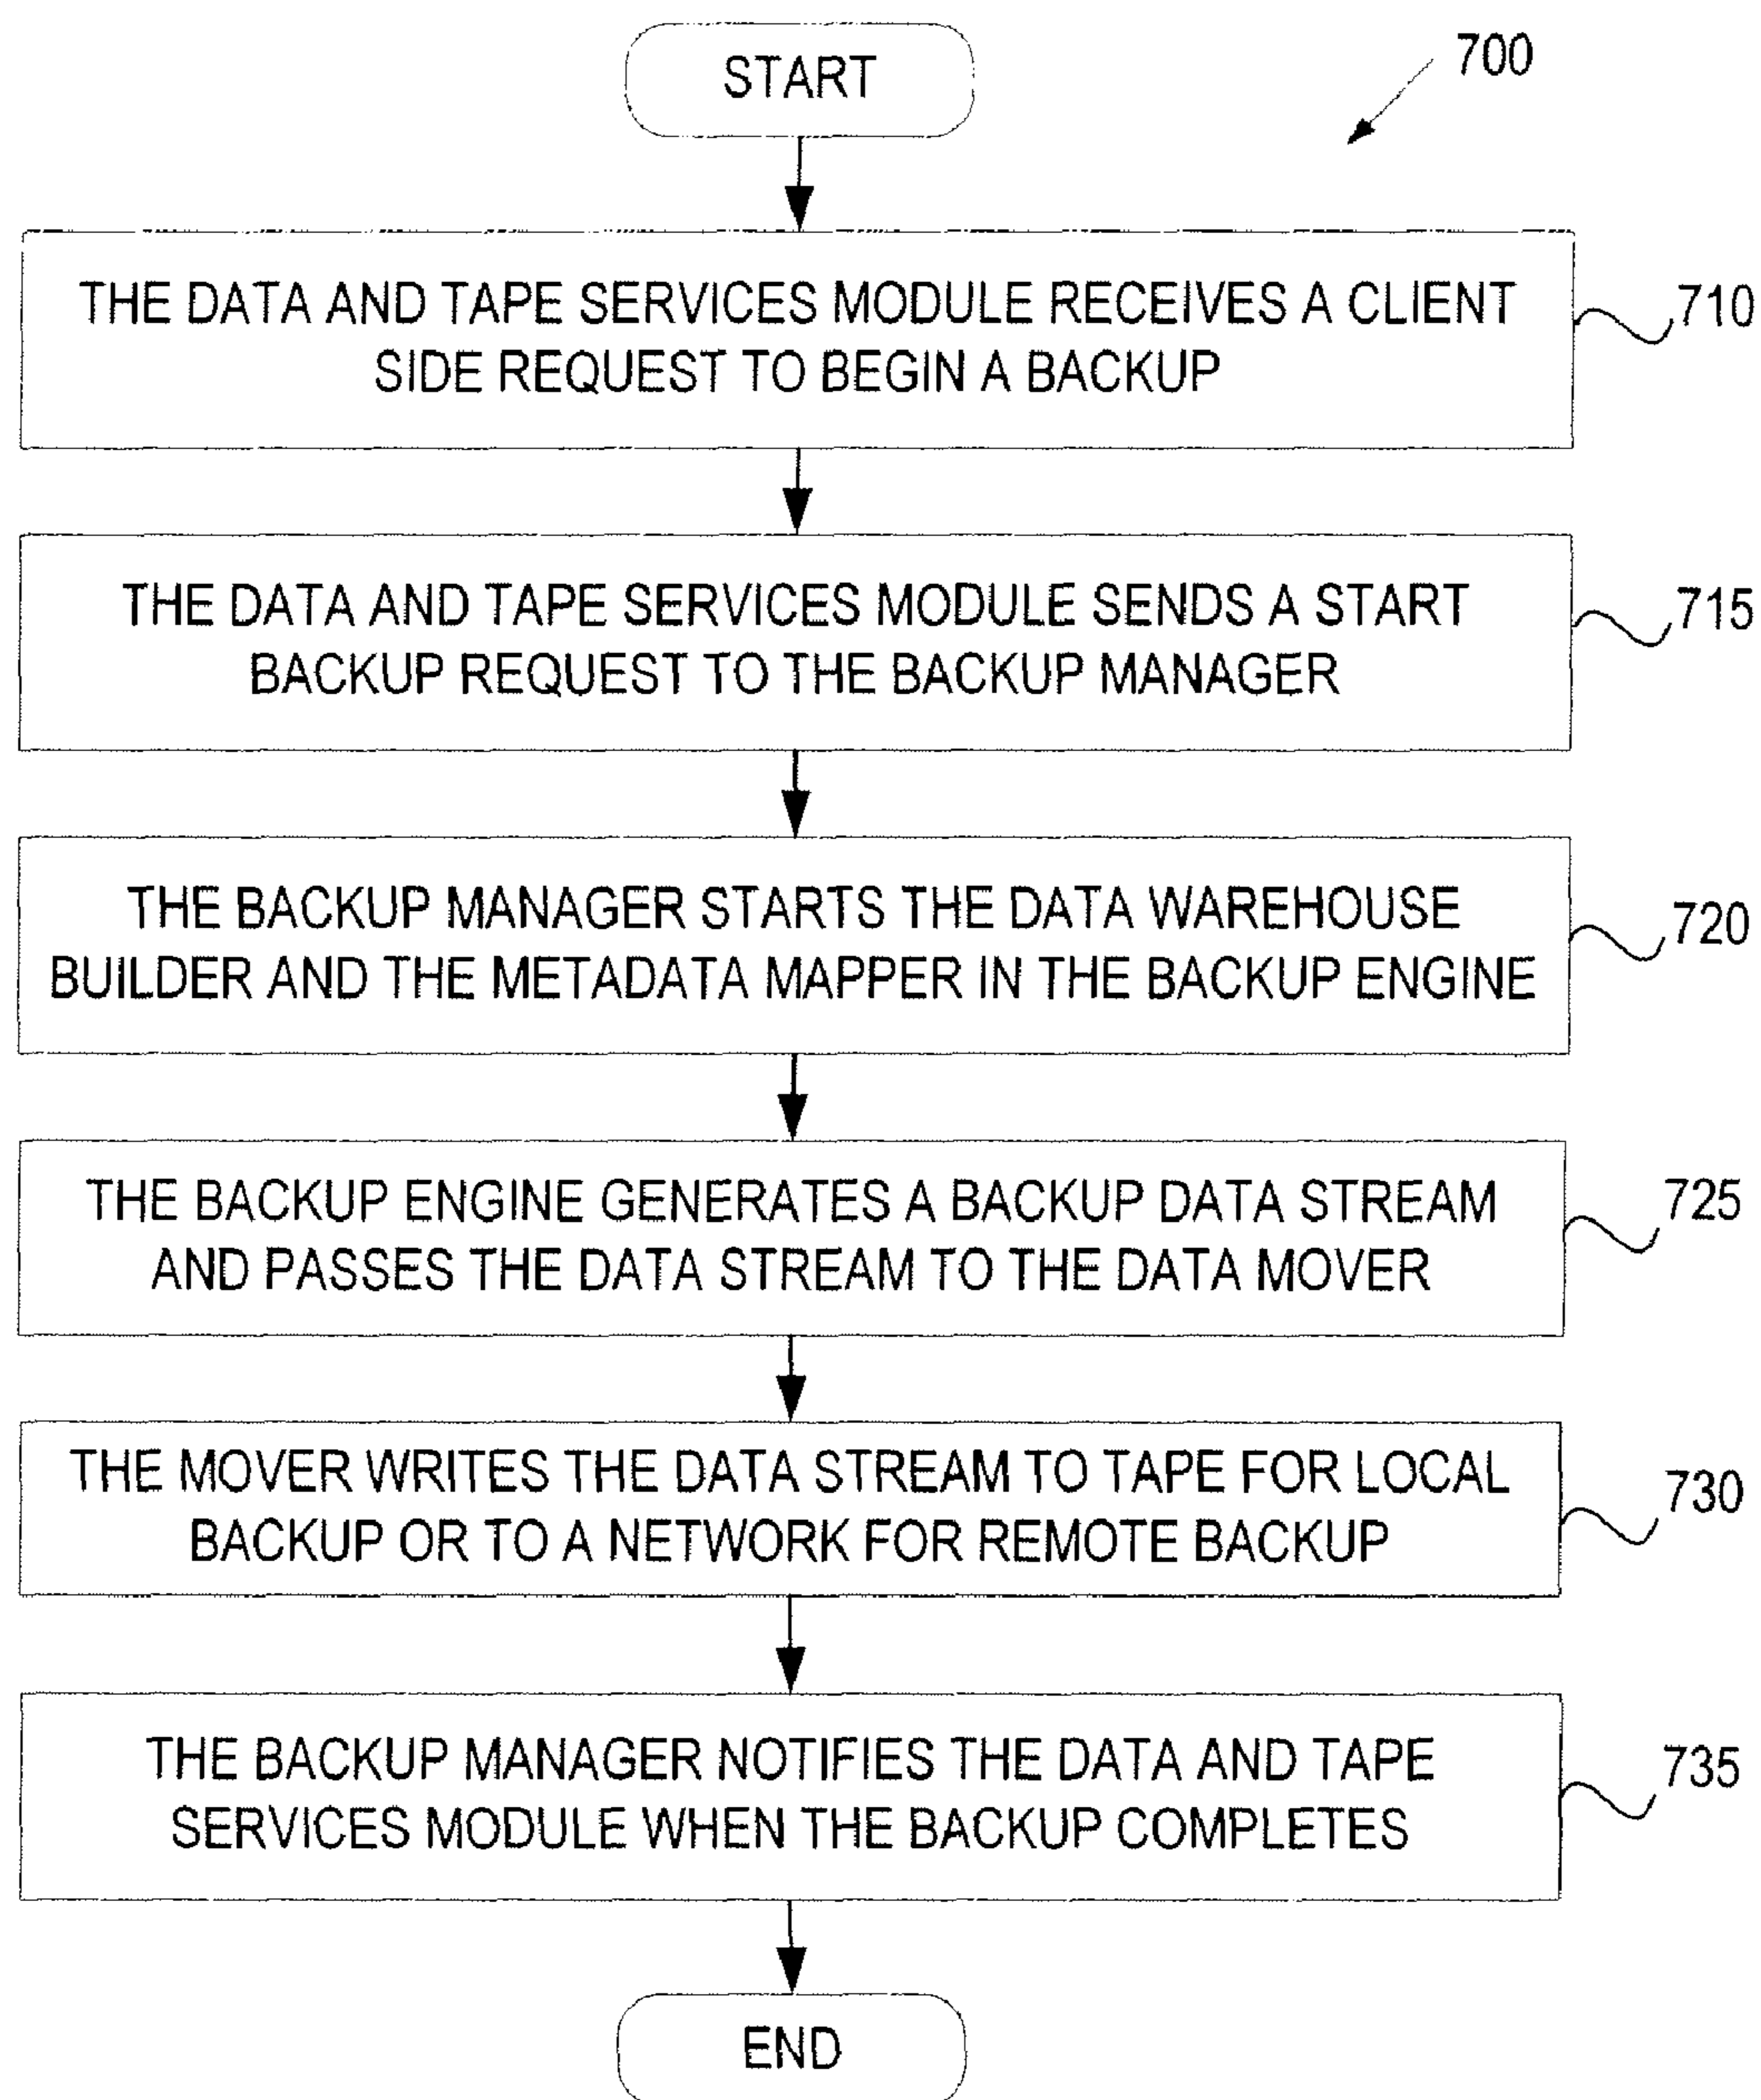 START
700
THE DATA AND TAPE SERVICES MODULE RECEIVES A CLIENT
SIDE REQUEST TO BEGIN A BACKUP
710
THE DATA AND TAPE SERVICES MODULE SENDS A START
BACKUP REQUEST TO THE BACKUP MANAGER
715
THE BACKUP MANAGER STARTS THE DATA WAREHOUSE
BUILDER AND THE METADATA MAPPER IN THE BACKUP ENGINE
720
THE BACKUP ENGINE GENERATES A BACKUP DATA STREAM
AND PASSES THE DATA STREAM TO THE DATA MOVER
725
THE MOVER WRITES THE DATA STREAM TO TAPE FOR LOCAL
BACKUP OR TO A NETWORK FOR REMOTE BACKUP
730
THE BACKUP MANAGER NOTIFIES THE DATA AND TAPE
SERVICES MODULE WHEN THE BACKUP COMPLETES
735
END